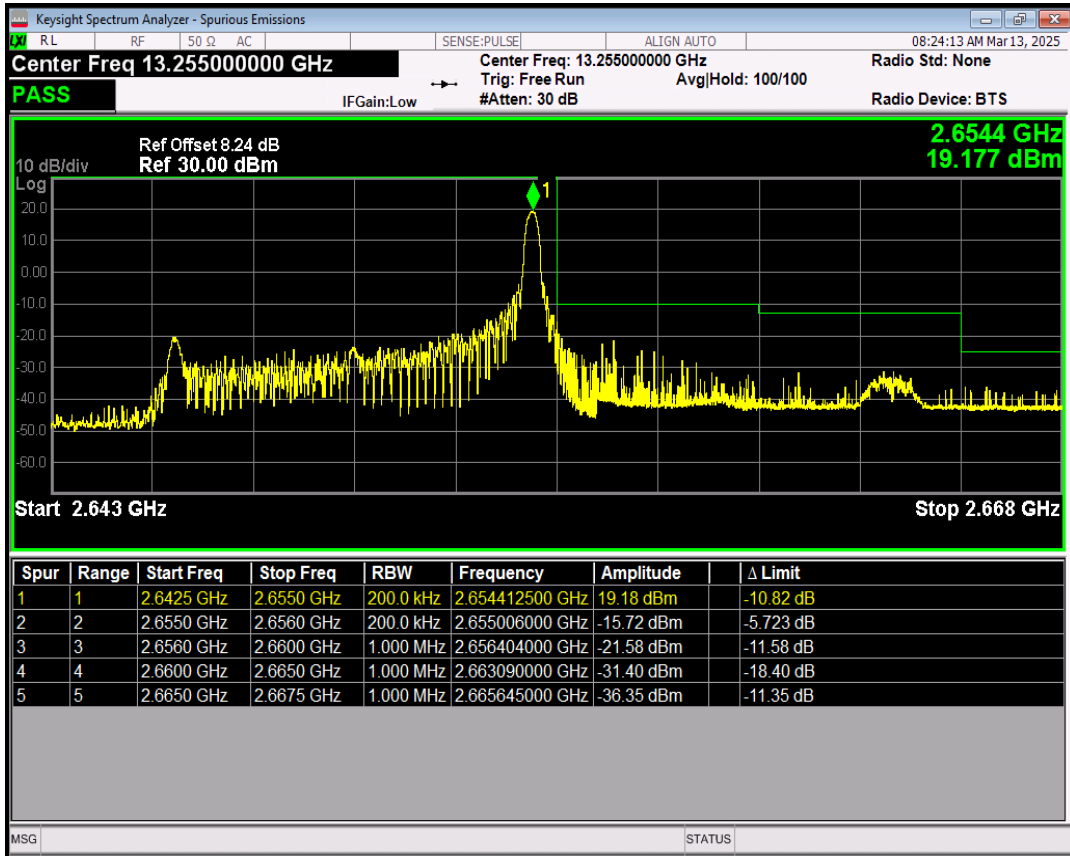 Keysight Spectrum Analyzer - Spurious Emissions
LXI RL RF 50 Ω AC SENSE:PULSE ALIGN AUTO 08:24:13 AM Mar 13, 2025
Center Freq 13.255000000 GHz Center Freq: 13.255000000 GHz Radio Std: None
Trig: Free Run Avg|Hold: 100/100
PASS IFGain:Low #Atten: 30 dB Radio Device: BTS
2.6544 GHz
Ref Offset 8.24 dB
10 dB/div Ref 30.00 dBm 19.177 dBm
Log
1
20.0
10.0
0.00
-10.0
-20.0
-30.0
-40.0
-50.0
-60.0
Start 2.643 GHz Stop 2.668 GHz
Spur Range Start Freq Stop Freq RBW Frequency Amplitude Δ Limit
1 1 2.6425 GHz 2.6550 GHz 200.0 kHz 2.654412500 GHz 19.18 dBm -10.82 dB
2 2 2.6550 GHz 2.6560 GHz 200.0 kHz 2.655006000 GHz -15.72 dBm -5.723 dB
3 3 2.6560 GHz 2.6600 GHz 1.000 MHz 2.656404000 GHz -21.58 dBm -11.58 dB
4 4 2.6600 GHz 2.6650 GHz 1.000 MHz 2.663090000 GHz -31.40 dBm -18.40 dB
5 5 2.6650 GHz 2.6675 GHz 1.000 MHz 2.665645000 GHz -36.35 dBm -11.35 dB
MSG STATUS